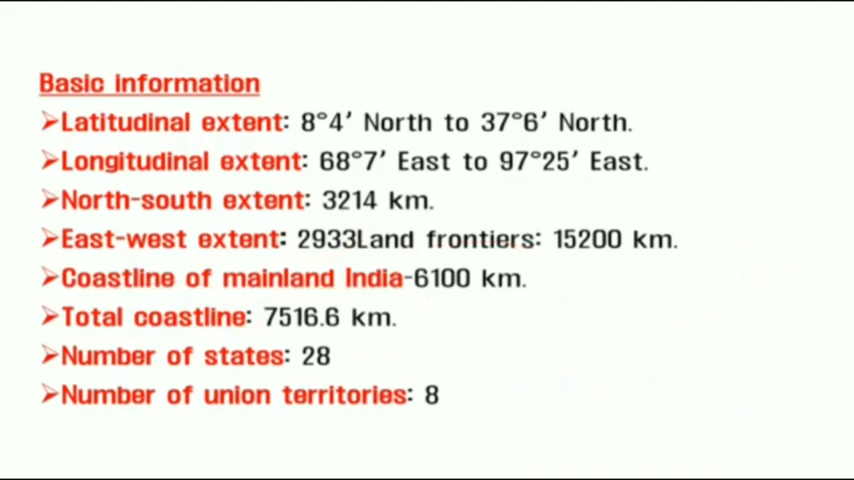 Basic information
➢Latitudinal extent: 8°4′ North to 37°6′ North.
➢Longitudinal extent: 68°7′ East to 97°25′ East.
➢North-south extent: 3214 km.
➢East-west extent: 2933Land frontiers: 15200 km.
➢Coastline of mainland India-6100 km.
➢Total coastline: 7516.6 km.
➢Number of states: 28
➢Number of union territories: 8